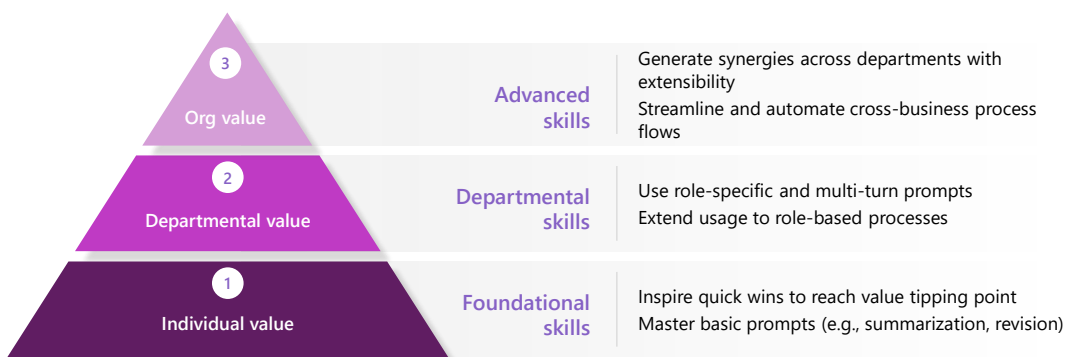 3
Org value
Advanced
skills
Generate synergies across departments with
extensibility
Streamline and automate cross-business process
flows
2
Departmental value
Departmental
skills
Use role-specific and multi-turn prompts
Extend usage to role-based processes
1
Individual value
Foundational
skills
Inspire quick wins to reach value tipping point
Master basic prompts (e.g., summarization, revision)